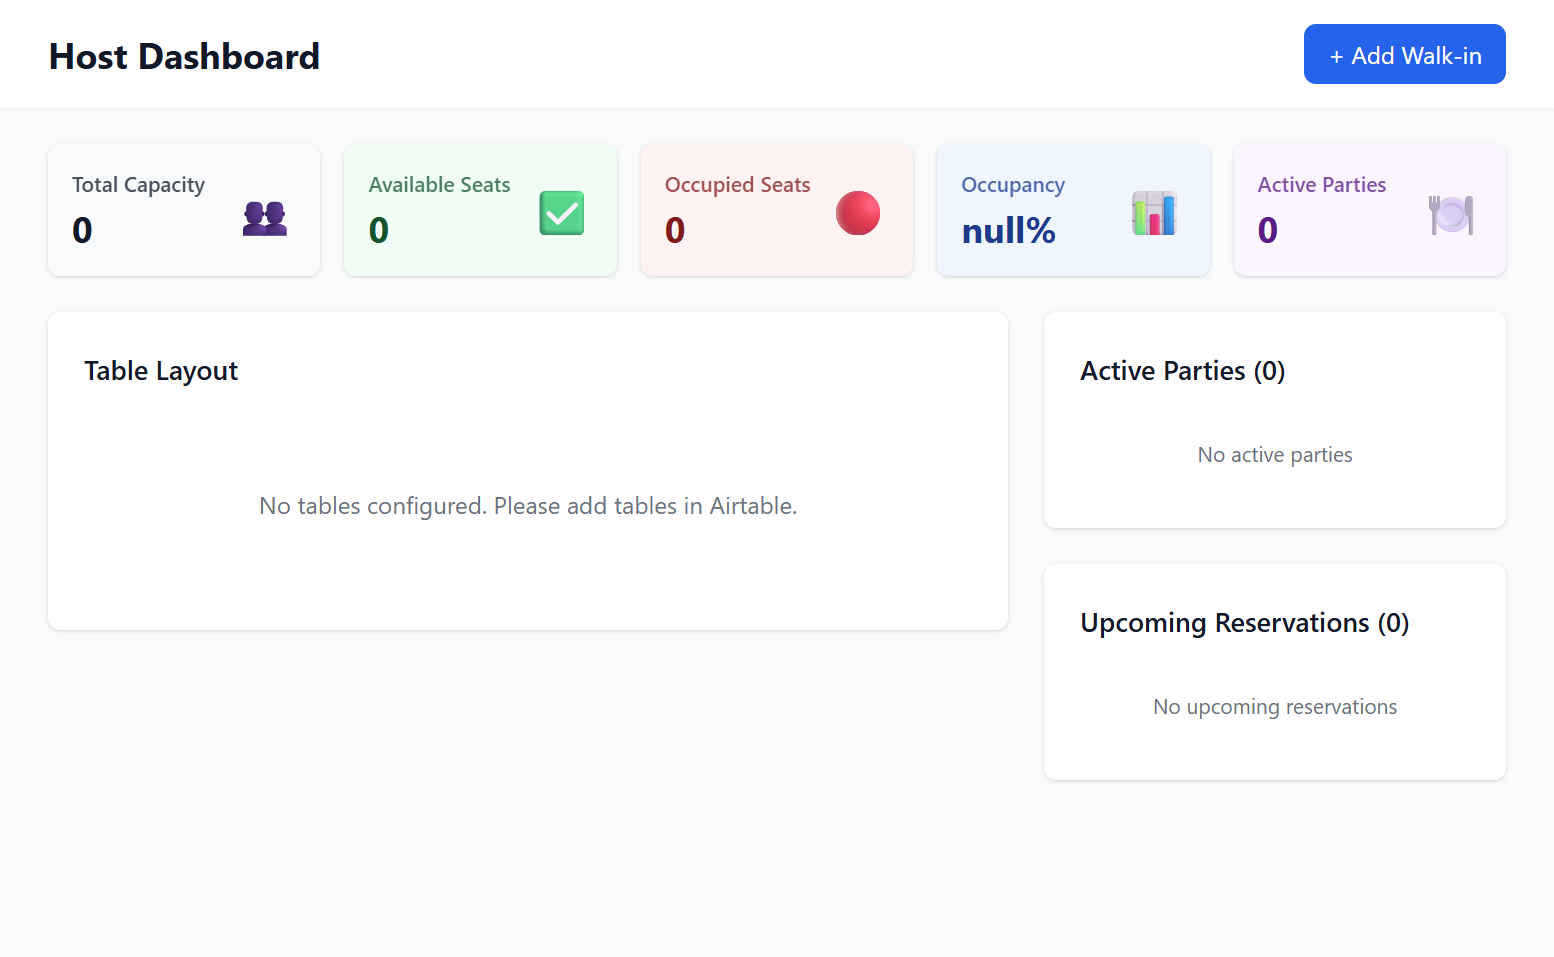 Host Dashboard
+ Add Walk-in
Total Capacity
0
Available Seats
0
Occupied Seats
0
Occupancy
null%
Active Parties
0
Table Layout
No tables configured. Please add tables in Airtable.
Active Parties (0)
No active parties
Upcoming Reservations (0)
No upcoming reservations